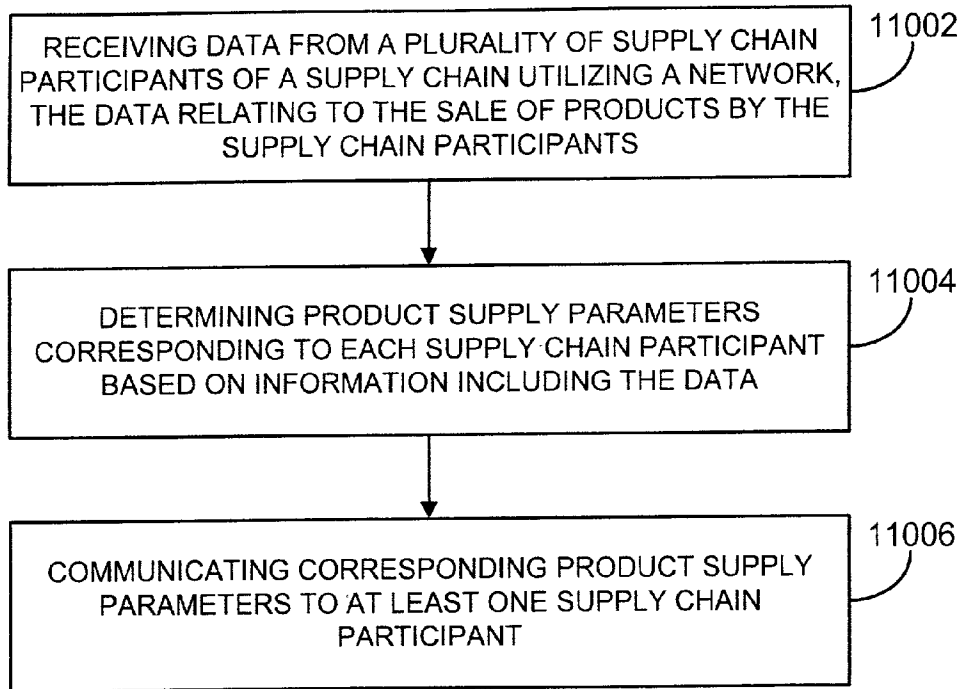 RECEIVING DATA FROM A PLURALITY OF SUPPLY CHAIN
PARTICIPANTS OF A SUPPLY CHAIN UTILIZING A NETWORK,
THE DATA RELATING TO THE SALE OF PRODUCTS BY THE
SUPPLY CHAIN PARTICIPANTS
11002
DETERMINING PRODUCT SUPPLY PARAMETERS
CORRESPONDING TO EACH SUPPLY CHAIN PARTICIPANT
BASED ON INFORMATION INCLUDING THE DATA
11004
COMMUNICATING CORRESPONDING PRODUCT SUPPLY
PARAMETERS TO AT LEAST ONE SUPPLY CHAIN
PARTICIPANT
11006